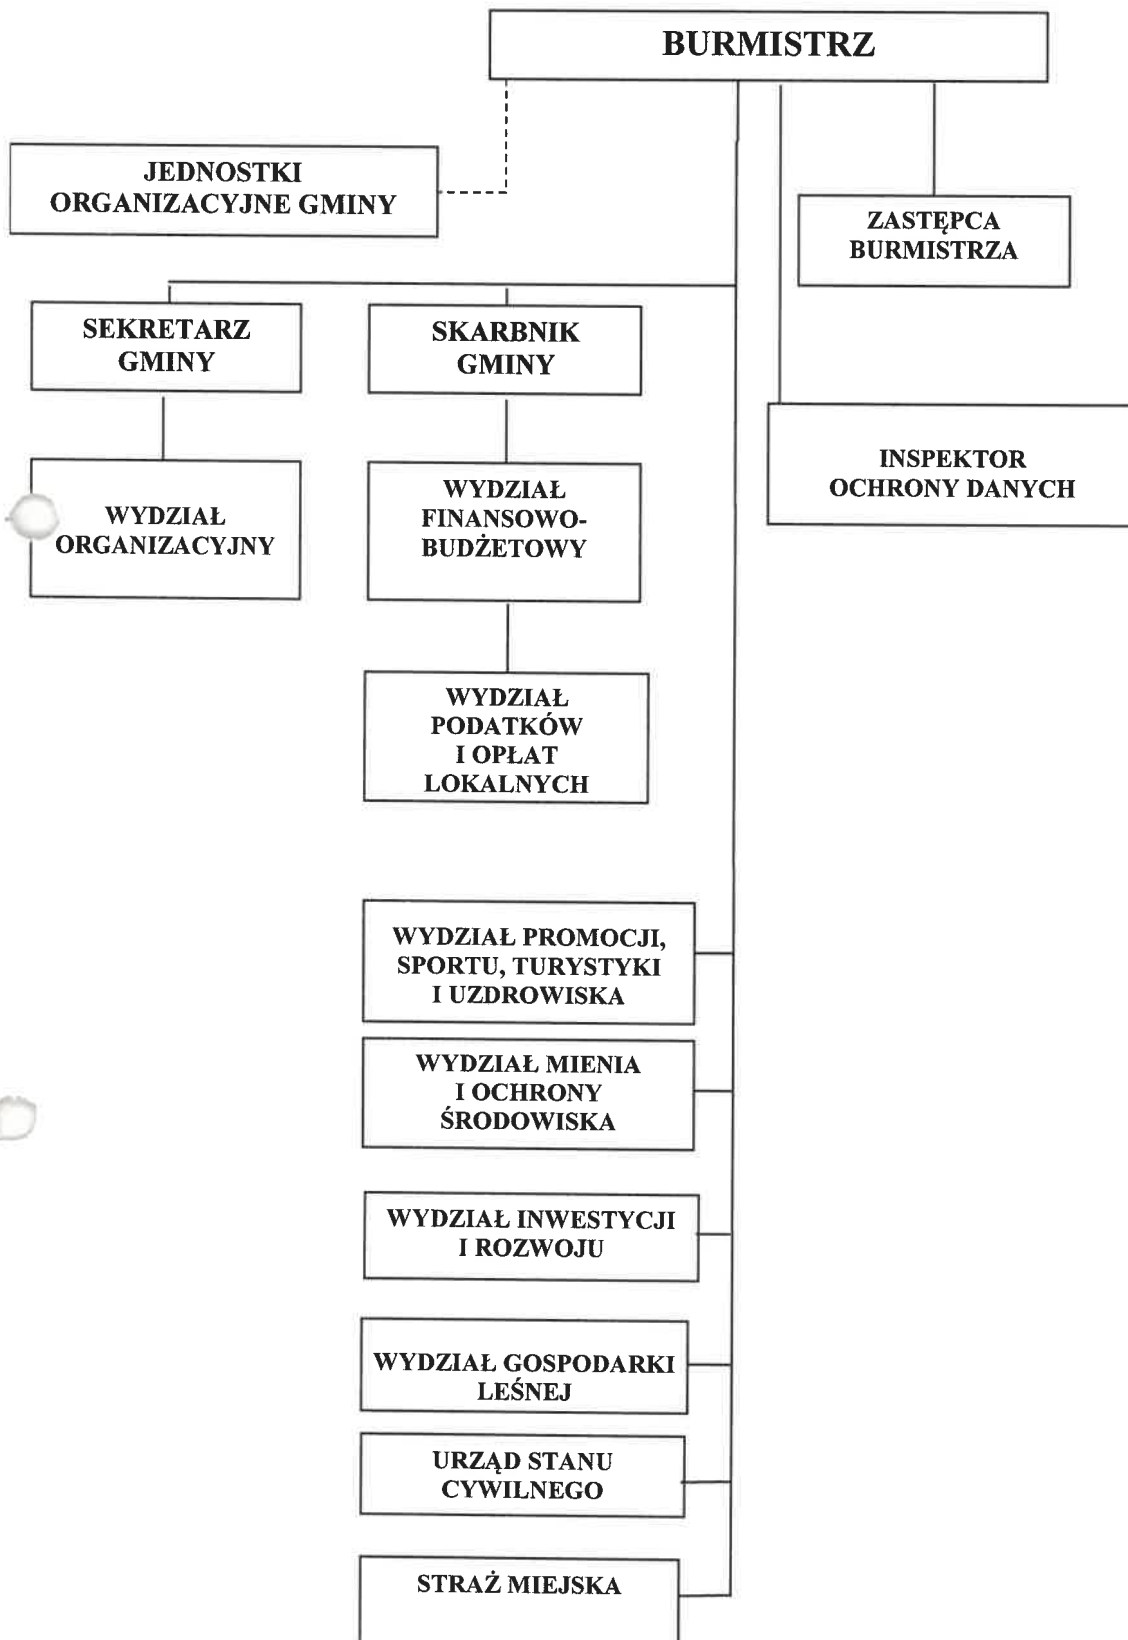 BURMISTRZ
JEDNOSTKI
ORGANIZACYJNE GMINY
ZASTĘPCA
BURMISTRZA
SEKRETARZ
GMINY
SKARBNIK
GMINY
INSPEKTOR
OCHRONY DANYCH
WYDZIAŁ
ORGANIZACYJNY
WYDZIAŁ
FINANSOWO-
BUDŻETOWY
WYDZIAŁ
PODATKÓW
I OPŁAT
LOKALNYCH
WYDZIAŁ PROMOCJI,
SPORTU, TURYSTYKI
I UZDROWISKA
WYDZIAŁ MIENIA
I OCHRONY
ŚRODOWISKA
WYDZIAŁ INWESTYCJI
I ROZWOJU
WYDZIAŁ GOSPODARKI
LEŚNEJ
URZĄD STANU
CYWILNEGO
STRAŻ MIEJSKA